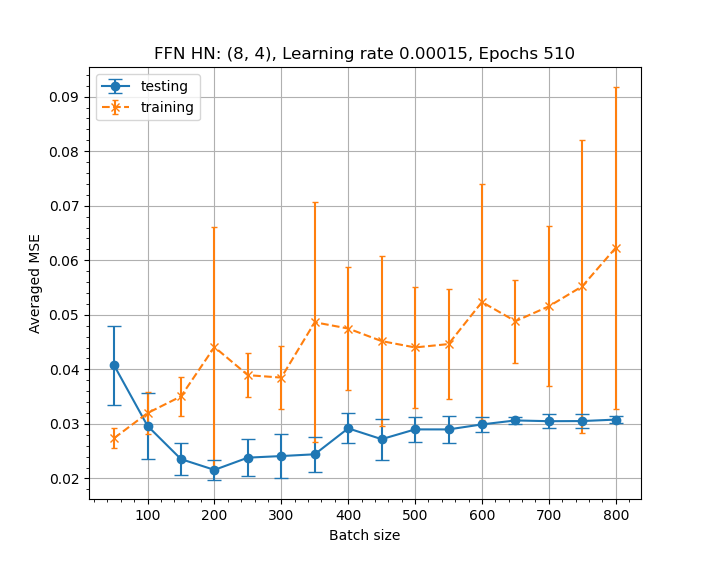 FFN HN: (8, 4), Learning rate 0.00015, Epochs 510
testing
training
0.09
0.08
0.07
0.06
0.05
0.04
0.03
0.02
Averaged MSE
100 200 300 400 500 600 700 800
Batch size